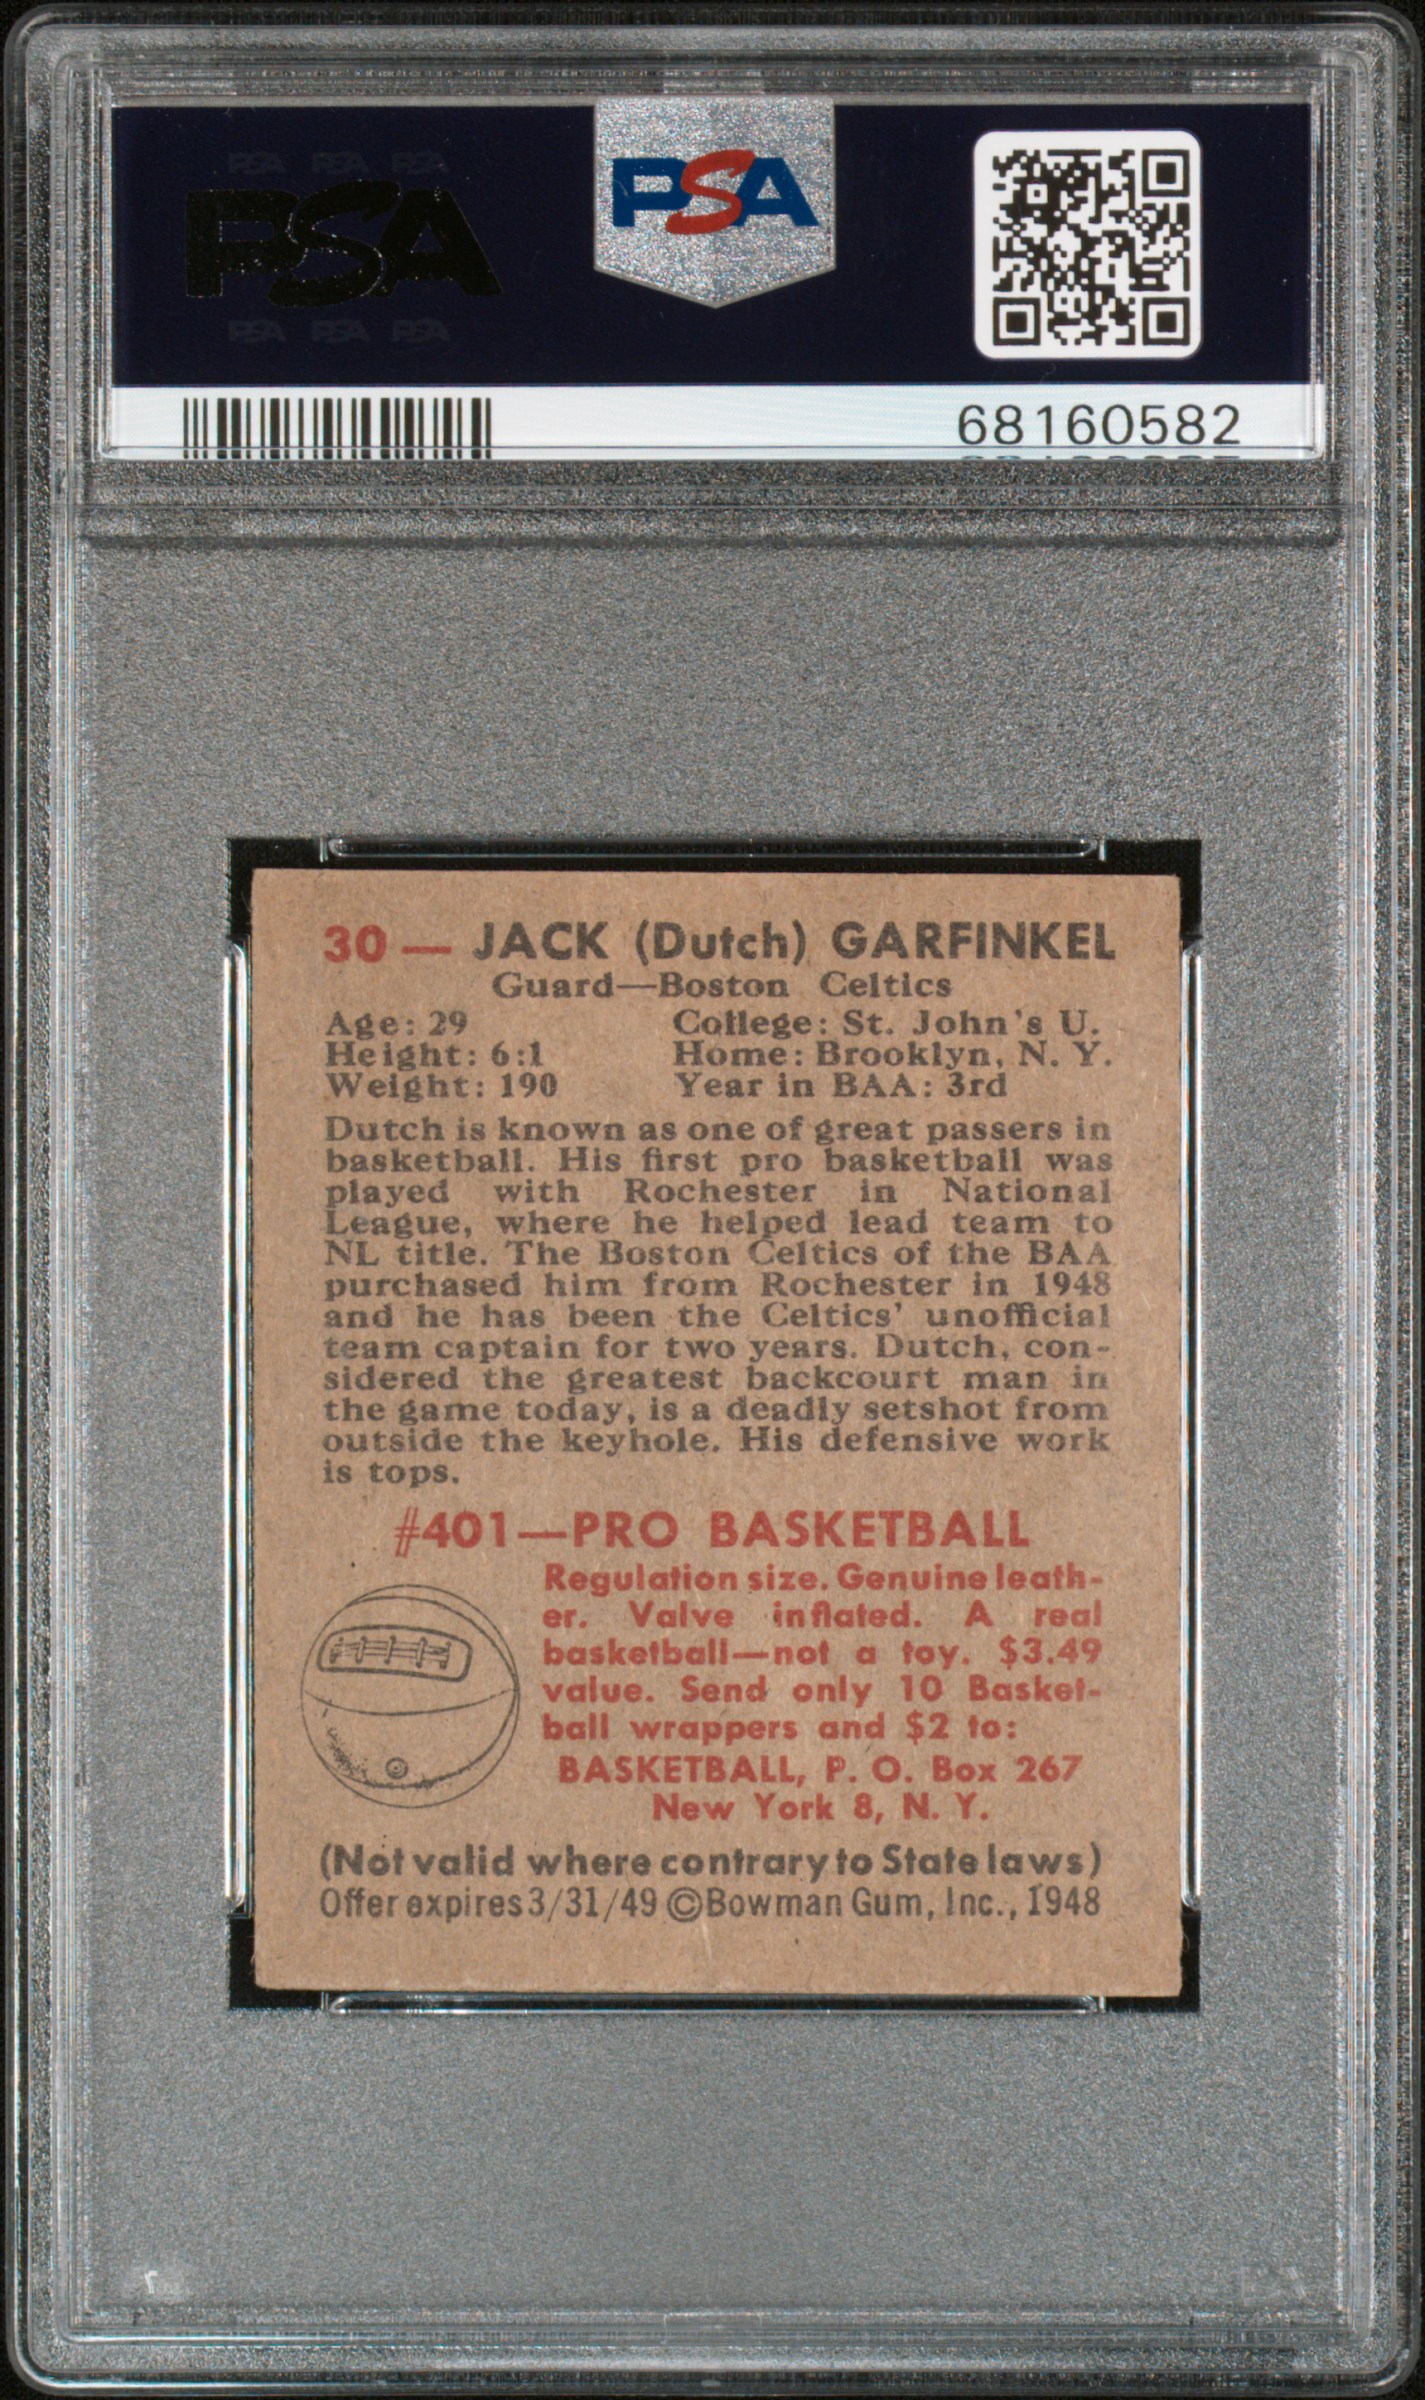 PSA PSA PSA
PSA
PSA PSA PSA
PSA
68160582
30 — JACK (Dutch) GARFINKEL
Guard—Boston Celtics
Age: 29 College: St. John's U.
Height: 6:1 Home: Brooklyn, N. Y.
Weight: 190 Year in BAA: 3rd
Dutch is known as one of great passers in
basketball. His first pro basketball was
played with Rochester in National
League, where he helped lead team to
NL title. The Boston Celtics of the BAA
purchased him from Rochester in 1948
and he has been the Celtics' unofficial
team captain for two years. Dutch, con-
sidered the greatest backcourt man in
the game today, is a deadly setshot from
outside the keyhole. His defensive work
is tops.
#401—PRO BASKETBALL
Regulation size. Genuine leath-
er. Valve inflated. A real
basketball—not a toy. $3.49
value. Send only 10 Basket-
ball wrappers and $2 to:
BASKETBALL, P. O. Box 267
New York 8, N. Y.
(Not valid where contrary to State laws)
Offer expires 3/31/49 ©Bowman Gum, Inc., 1948